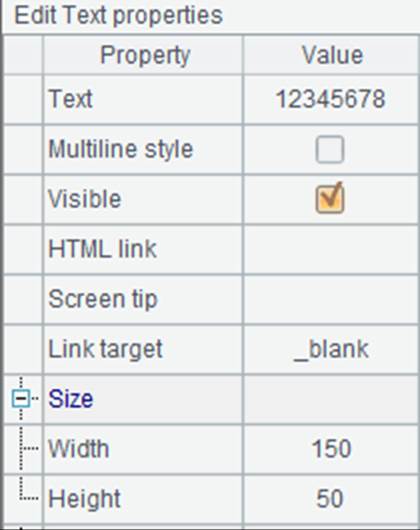 Edit Text properties
Property Value
Text 12345678
Multiline style
Visible
HTML link
Screen tip
Link target _blank
Size
Width 150
Height 50